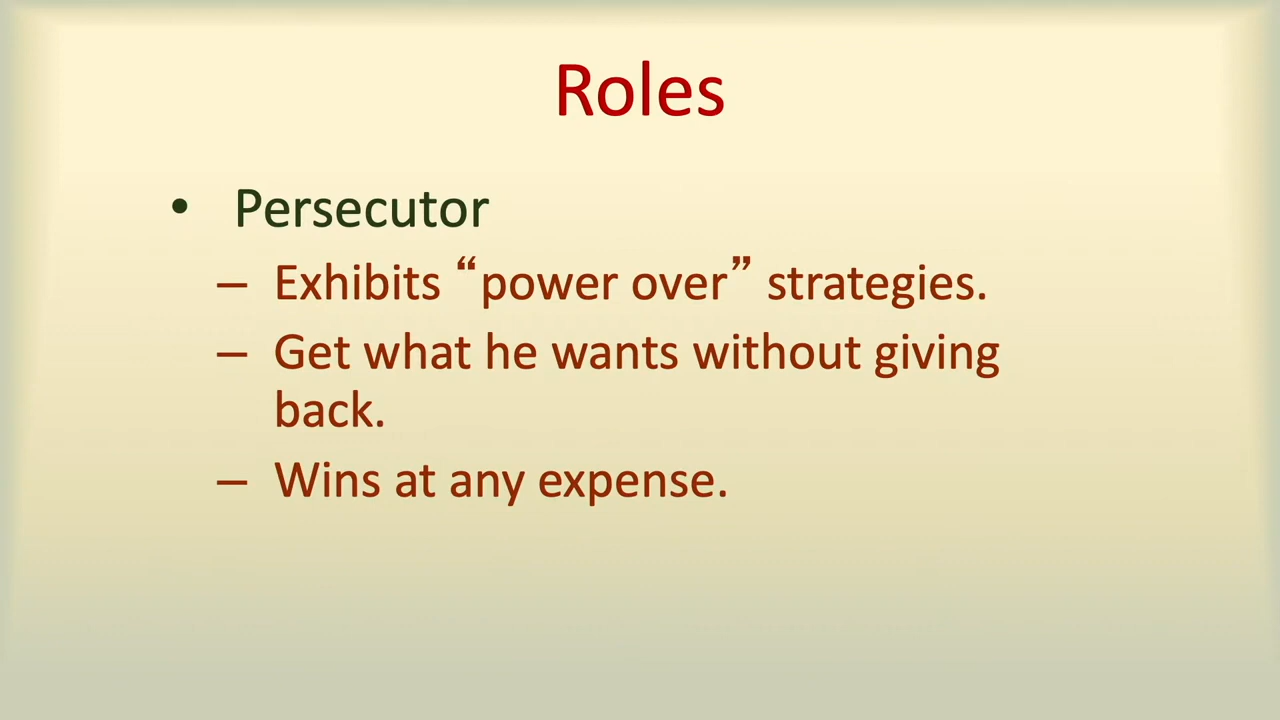 Roles
• Persecutor
– Exhibits “power over” strategies.
– Get what he wants without giving
back.
– Wins at any expense.